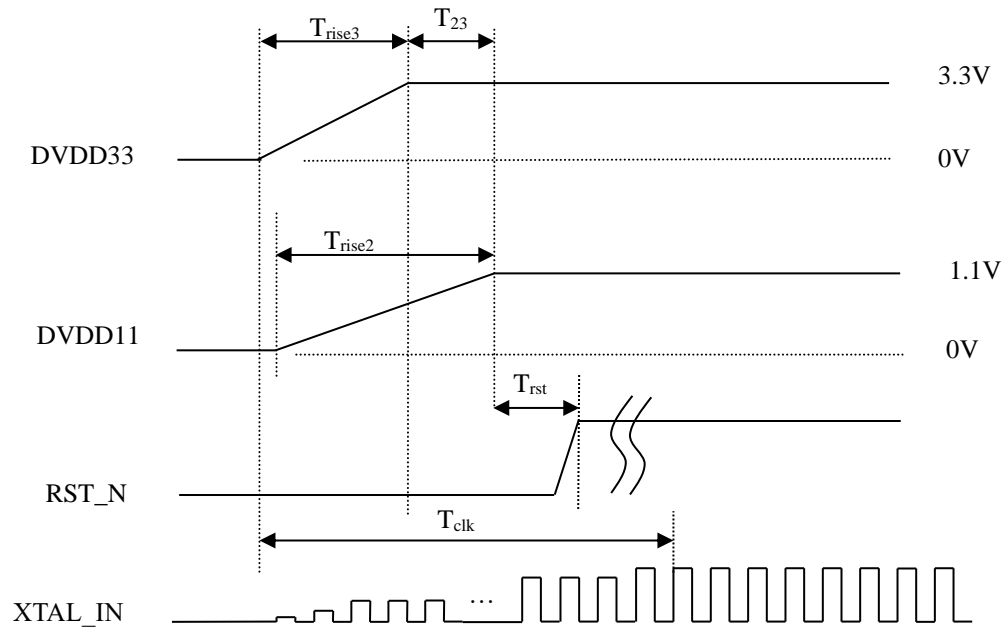 T23
Trise3
3.3V
DVDD33
0V
Trise2
1.1V
DVDD11
0V
Trst
RST_N
Tclk
XTAL_IN
...